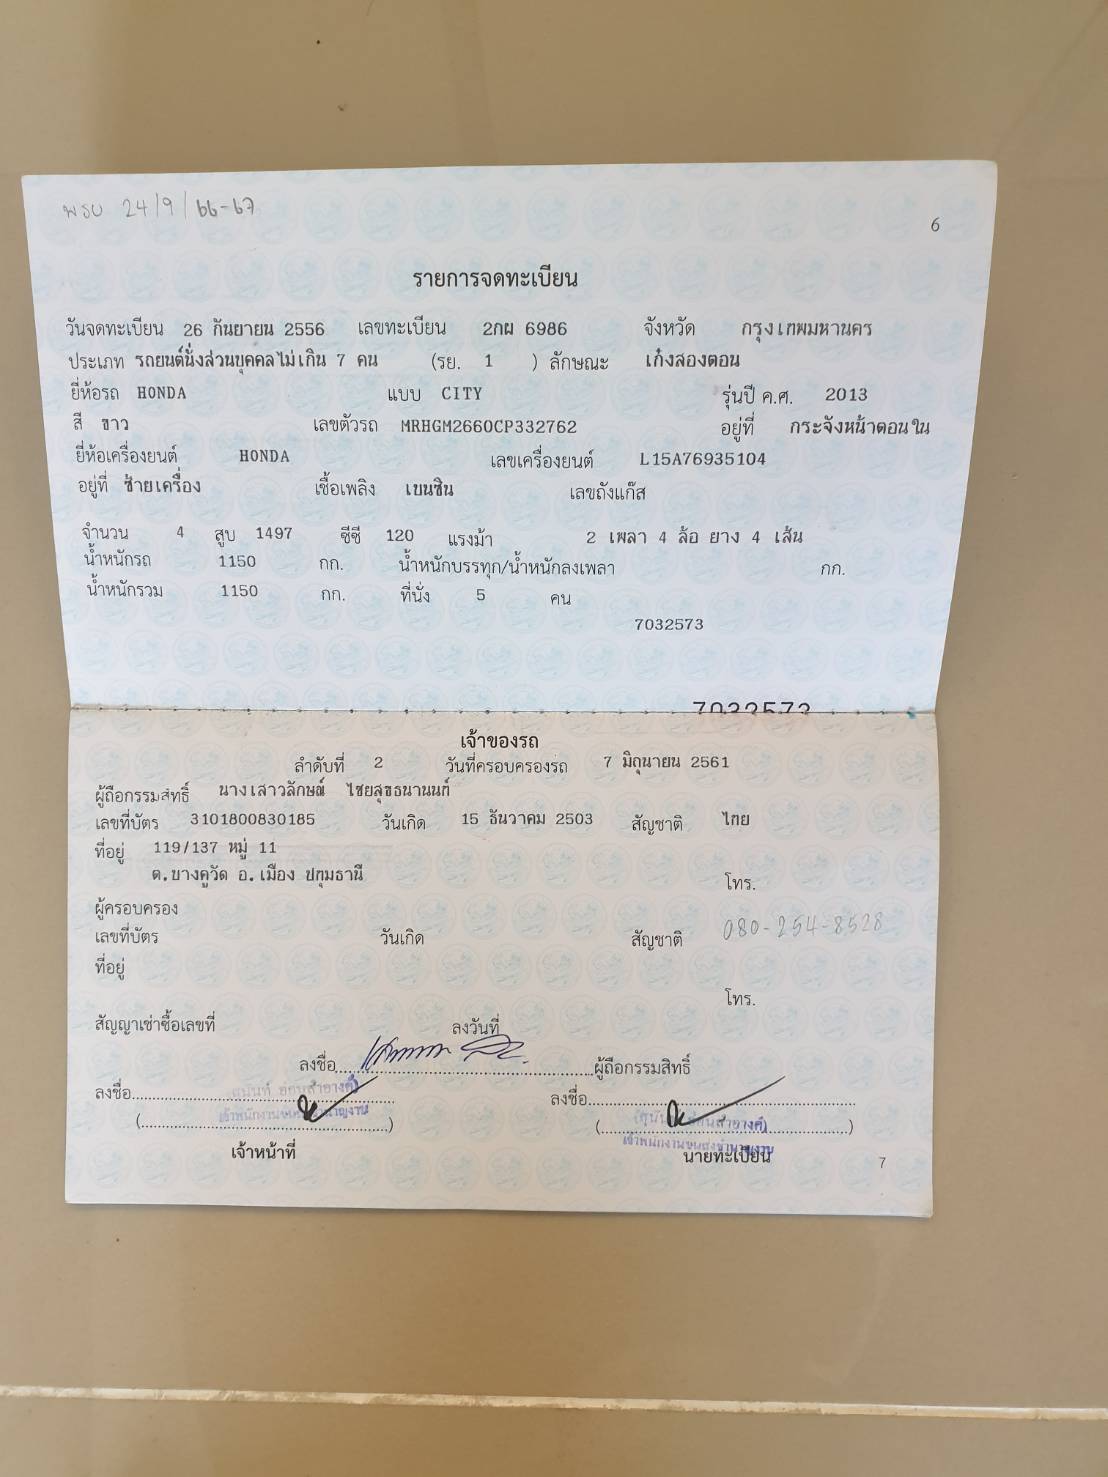 พรบ 24/9/66-67
6
รายการจดทะเบียน
วันจดทะเบียน 26 กันยายน 2556 เลขทะเบียน 2กผ 6986 จังหวัด กรุงเทพมหานคร
ประเภท รถยนต์นั่งส่วนบุคคลไม่เกิน 7 คน (รย. 1 ) ลักษณะ เก๋งสองตอน
ยี่ห้อรถ HONDA แบบ CITY รุ่นปี ค.ศ. 2013
สี ขาว เลขตัวรถ MRHGM2660CP332762 อยู่ที่ กระจังหน้าตอนใน
ยี่ห้อเครื่องยนต์ HONDA เลขเครื่องยนต์ L15A76935104
อยู่ที่ ซ้ายเครื่อง เชื้อเพลิง เบนซิน เลขถังแก๊ส
จำนวน 4 สูบ 1497 ซีซี 120 แรงม้า 2 เพลา 4 ล้อ ยาง 4 เส้น
น้ำหนักรถ 1150 กก. น้ำหนักบรรทุก/น้ำหนักลงเพลา กก.
น้ำหนักรวม 1150 กก. ที่นั่ง 5 คน
7032573
7032573
เจ้าของรถ
ลำดับที่ 2 วันที่ครอบครองรถ 7 มิถุนายน 2561
ผู้ถือกรรมสิทธิ์ นางเสาวลักษณ์ ไชยสุขธนานนท์
เลขที่บัตร 3101800830185 วันเกิด 15 ธันวาคม 2503 สัญชาติ ไทย
ที่อยู่ 119/137 หมู่ 11
ต.บางคูวัด อ.เมือง ปทุมธานี โทร.
ผู้ครอบครอง
เลขที่บัตร วันเกิด สัญชาติ 080-254-8528
ที่อยู่
โทร.
สัญญาเช่าซื้อเลขที่ ลงวันที่
ลงชื่อ ผู้ถือกรรมสิทธิ์
ลงชื่อ ลงชื่อ
เจ้าพนักงานขนส่งชำนาญงาน
เจ้าหน้าที่ นายทะเบียน
7